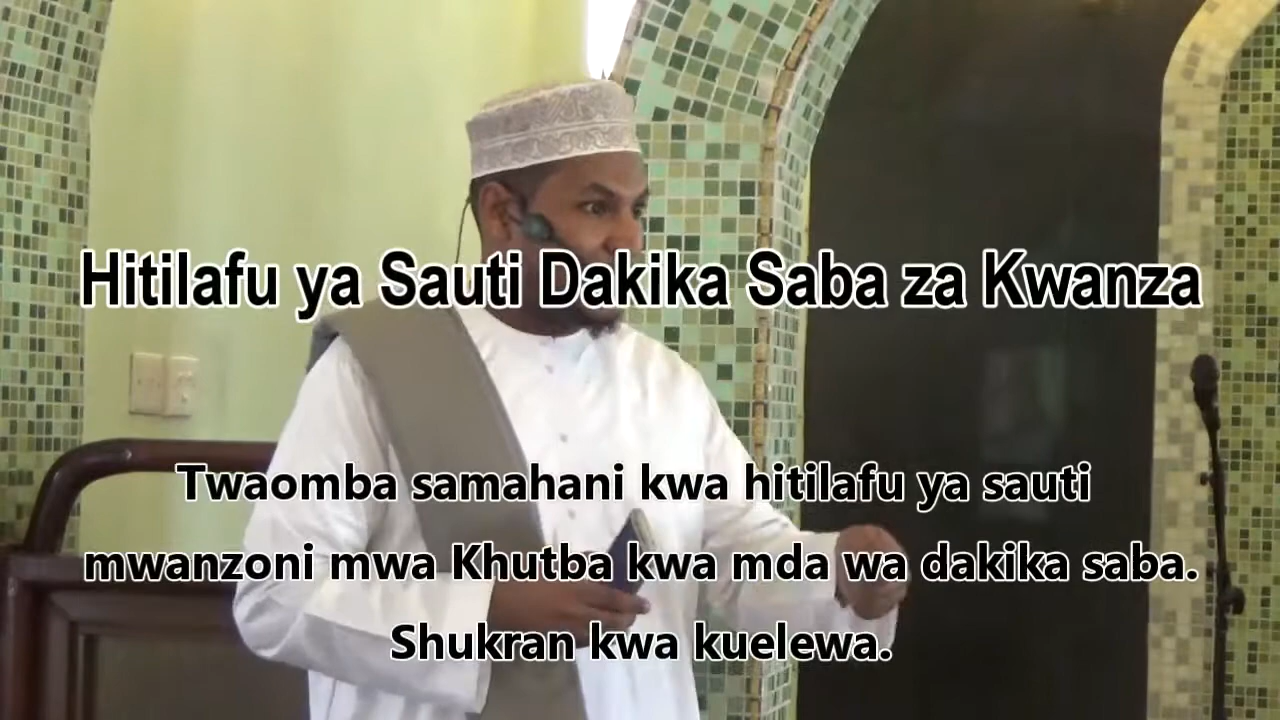 Hitilafu ya Sauti Dakika Saba za Kwanza
Twaomba samahani kwa hitilafu ya sauti
mwanzoni mwa Khutba kwa mda wa dakika saba.
Shukran kwa kuelewa.